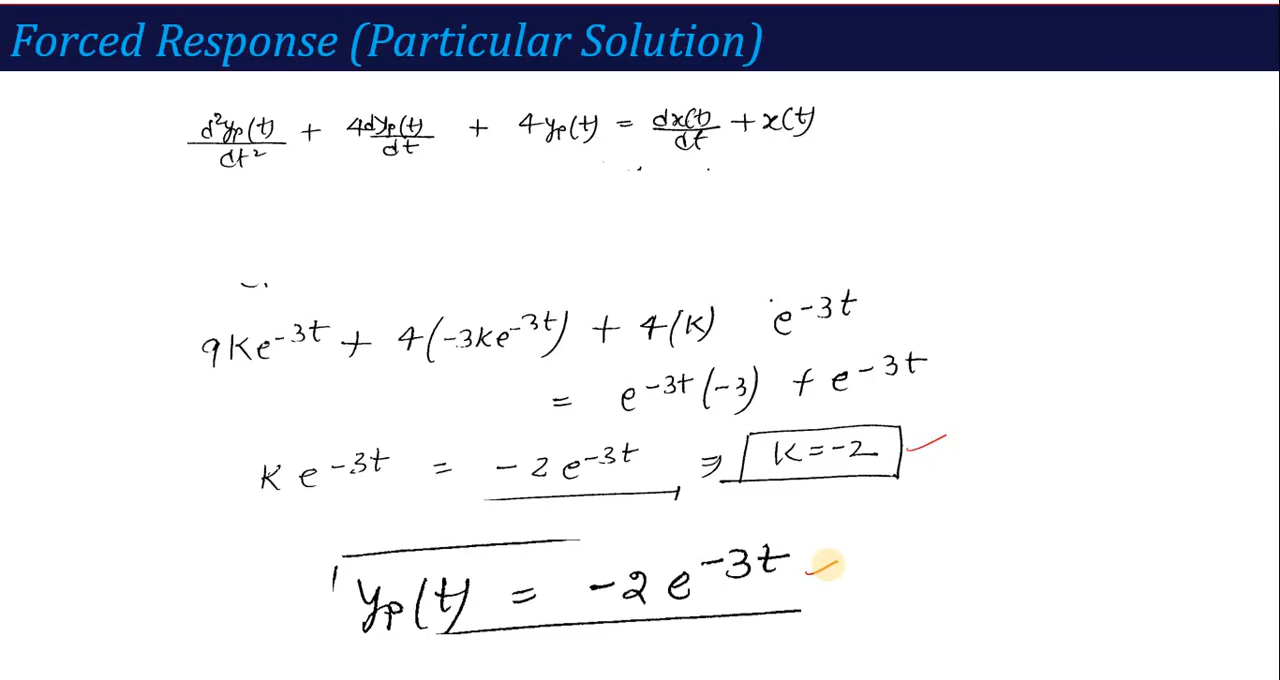 Forced Response (Particular Solution)
d²yₚ(t)/dt² + 4dyₚ(t)/dt + 4yₚ(t) = dx(t)/dt + x(t)
9Ke^-3t + 4(-3Ke^-3t) + 4(K) e^-3t
= e^-3t (-3) + e^-3t
K e^-3t = -2e^-3t ⇒ K = -2
yₚ(t) = -2e^-3t